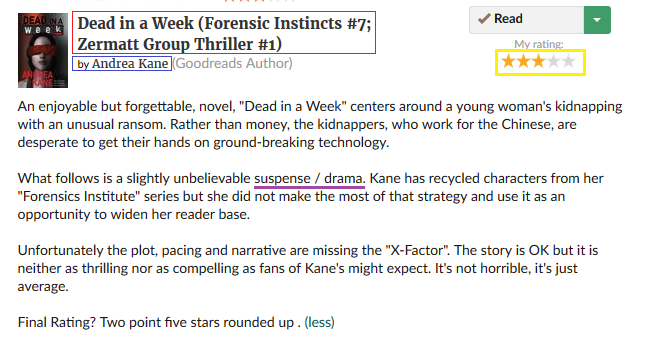 Dead in a Week (Forensic Instincts #7;
Zermatt Group Thriller #1)
by Andrea Kane (Goodreads Author)
DEAD IN A
Week
ANDREA
KANE
Read
My rating:
An enjoyable but forgettable, novel, "Dead in a Week" centers around a young woman's kidnapping
with an unusual ransom. Rather than money, the kidnappers, who work for the Chinese, are
desperate to get their hands on ground-breaking technology.
What follows is a slightly unbelievable suspense / drama. Kane has recycled characters from her
"Forensics Institute" series but she did not make the most of that strategy and use it as an
opportunity to widen her reader base.
Unfortunately the plot, pacing and narrative are missing the "X-Factor". The story is OK but it is
neither as thrilling nor as compelling as fans of Kane's might expect. It's not horrible, it's just
average.
Final Rating? Two point five stars rounded up . (less)